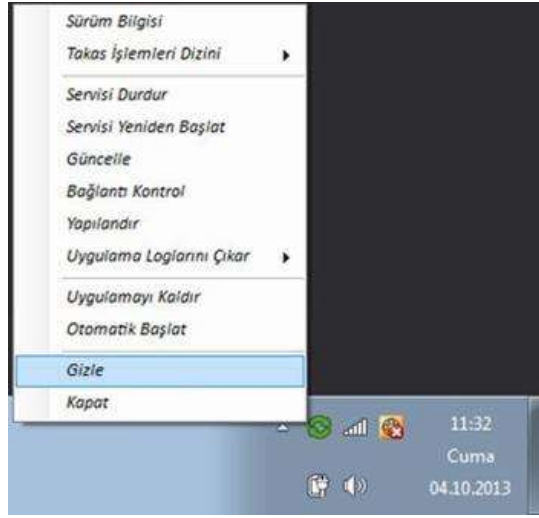 Sürüm Bilgisi
Takas İşlemleri Dizini
Servisi Durdur
Servisi Yeniden Başlat
Güncelle
Bağlantı Kontrol
Yapılandır
Uygulama Loglarını Çıkar
Uygulamayı Kaldır
Otomatik Başlat
Gizle
Kapat
11:32
Cuma
04.10.2013